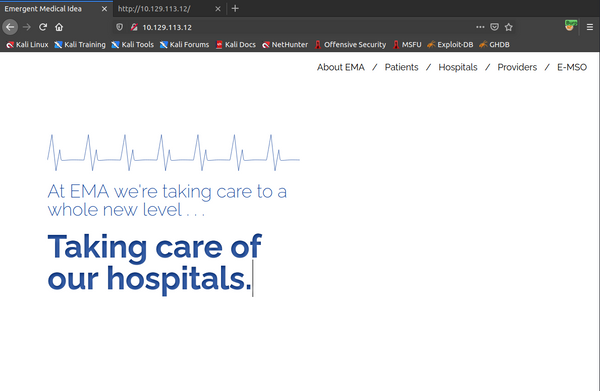 Emergent Medical Idea
http://10.129.113.12/
10.129.113.12
Kali Linux Kali Training Kali Tools Kali Forums Kali Docs NetHunter Offensive Security MSFU Exploit-DB GHDB
About EMA / Patients / Hospitals / Providers / E-MSO
At EMA we're taking care to a
whole new level . . .
Taking care of
our hospitals.